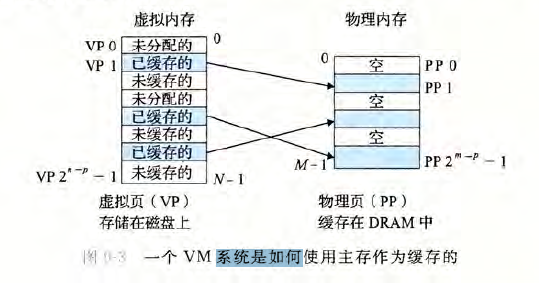 虚拟内存
物理内存
VP 0
未分配的
0
VP 1
已缓存的
未缓存的
未分配的
已缓存的
未缓存的
已缓存的
VP 2^{n-p} - 1
未缓存的
N-1
0
空
PP 0
PP 1
空
空
M-1
PP 2^{m-p} - 1
虚拟页（VP）
存储在磁盘上
物理页（PP）
缓存在 DRAM 中
一个 VM 系统是如何使用主存作为缓存的